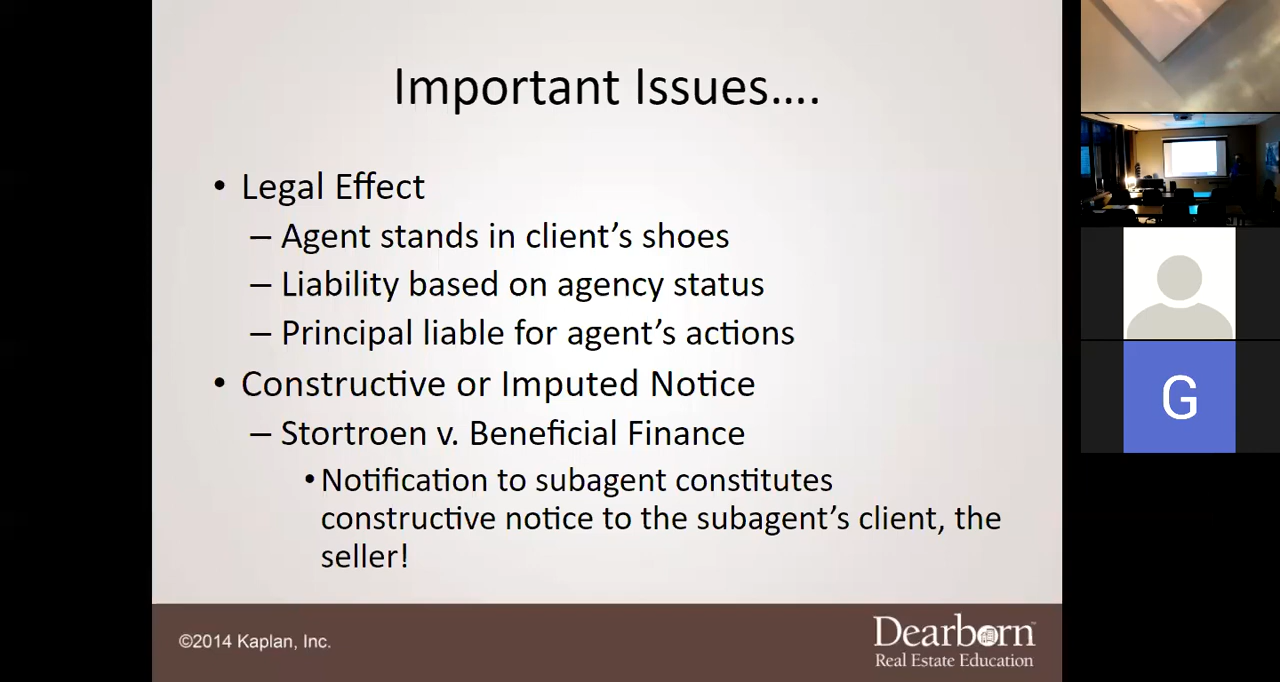 Important Issues….
• Legal Effect
– Agent stands in client’s shoes
– Liability based on agency status
– Principal liable for agent’s actions
• Constructive or Imputed Notice
– Stortroen v. Beneficial Finance
• Notification to subagent constitutes
constructive notice to the subagent’s client, the
seller!
©2014 Kaplan, Inc.
Dearborn™
Real Estate Education
G